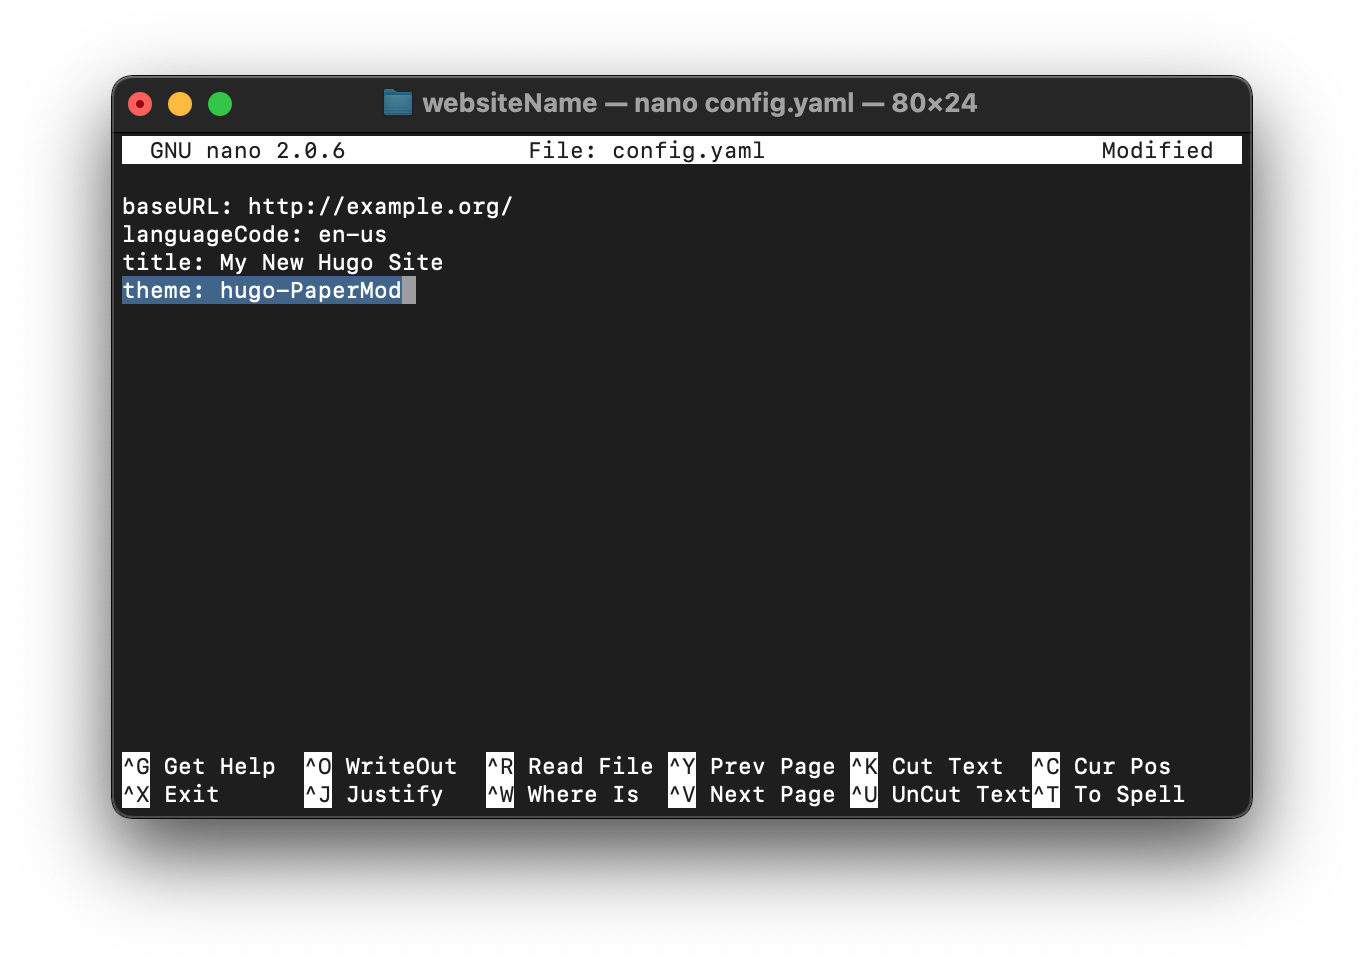 websiteName — nano config.yaml — 80×24
GNU nano 2.0.6 File: config.yaml Modified
baseURL: http://example.org/
languageCode: en-us
title: My New Hugo Site
theme: hugo-PaperMod
^G Get Help ^O WriteOut ^R Read File ^Y Prev Page ^K Cut Text ^C Cur Pos
^X Exit ^J Justify ^W Where Is ^V Next Page ^U UnCut Text ^T To Spell